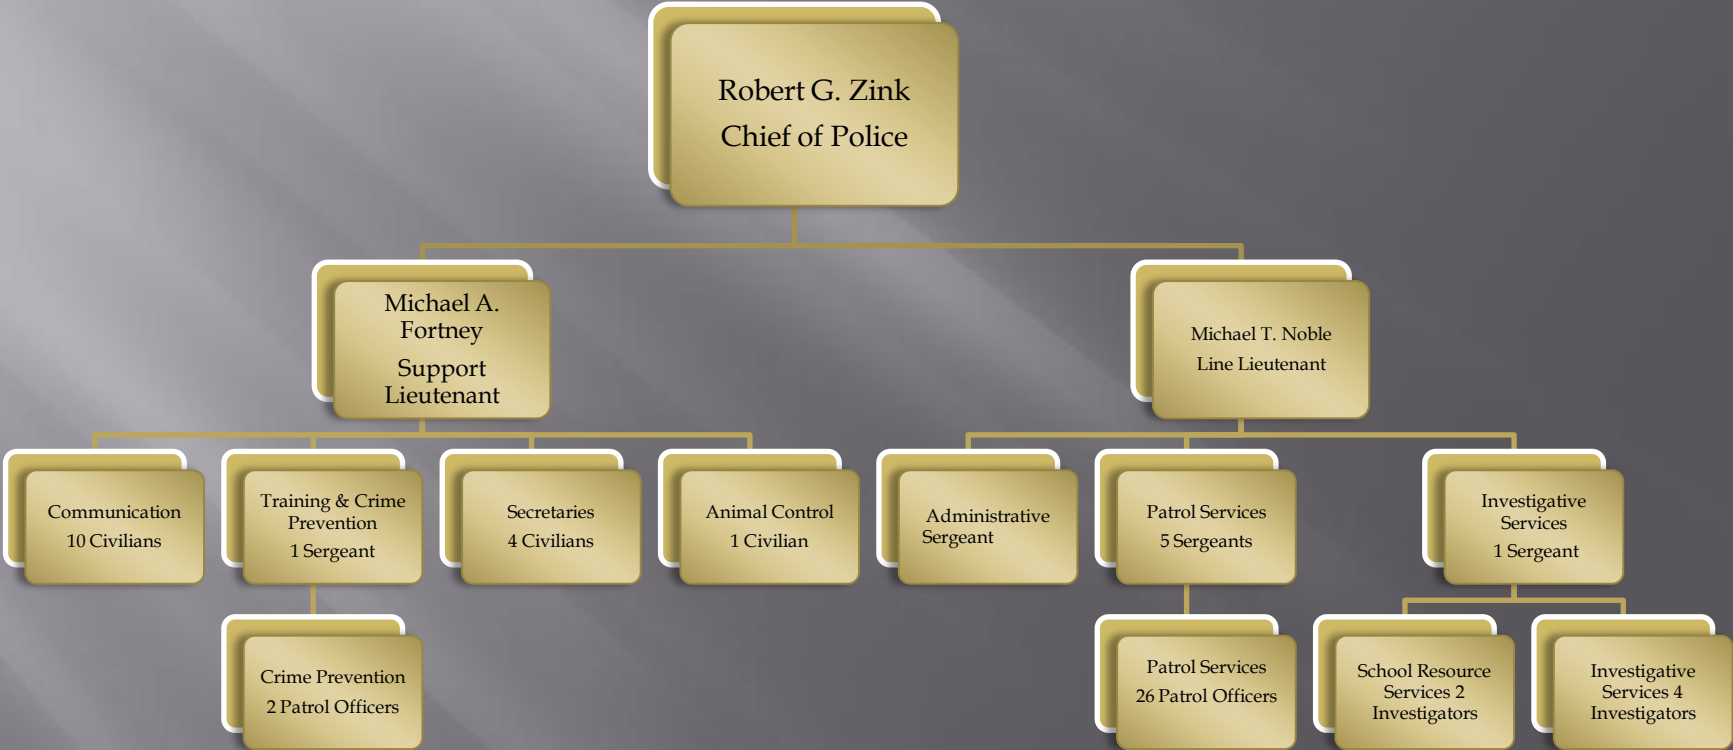 Robert G. Zink
Chief of Police
Michael A.
Fortney
Support
Lieutenant
Michael T. Noble
Line Lieutenant
Communication
10 Civilians
Training & Crime
Prevention
1 Sergeant
Secretaries
4 Civilians
Animal Control
1 Civilian
Administrative
Sergeant
Patrol Services
5 Sergeants
Investigative
Services
1 Sergeant
Crime Prevention
2 Patrol Officers
Patrol Services
26 Patrol Officers
School Resource
Services 2
Investigators
Investigative
Services 4
Investigators